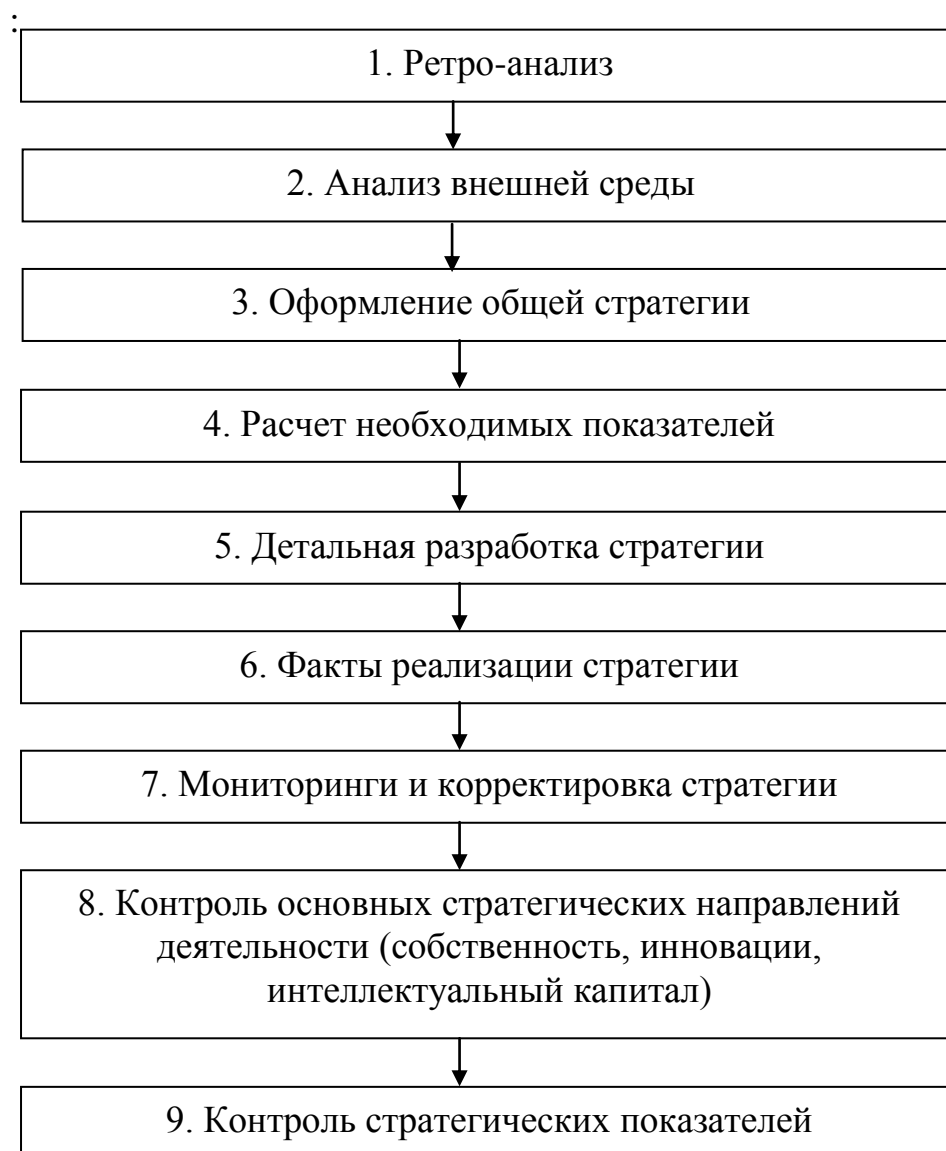 :
1. Ретро-анализ
2. Анализ внешней среды
3. Оформление общей стратегии
4. Расчет необходимых показателей
5. Детальная разработка стратегии
6. Факты реализации стратегии
7. Мониторинги и корректировка стратегии
8. Контроль основных стратегических направлений
деятельности (собственность, инновации,
интеллектуальный капитал)
9. Контроль стратегических показателей